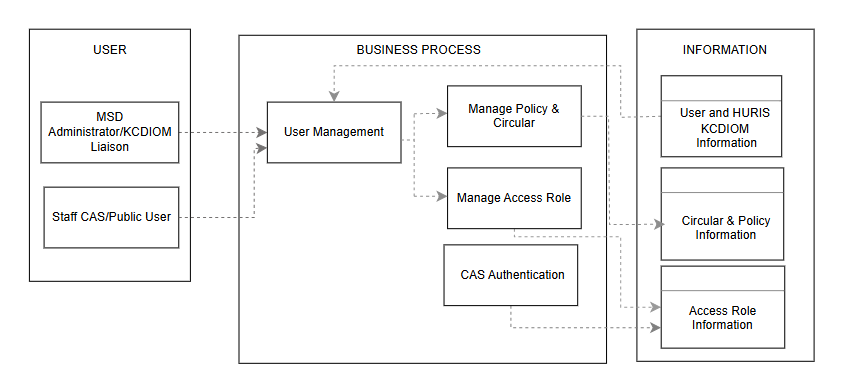 USER
MSD
Administrator/KCDIOM
Liaison
Staff CAS/Public User
BUSINESS PROCESS
User Management
Manage Policy &
Circular
Manage Access Role
CAS Authentication
INFORMATION
User and HURIS
KCDIOM
Information
Circular & Policy
Information
Access Role
Information